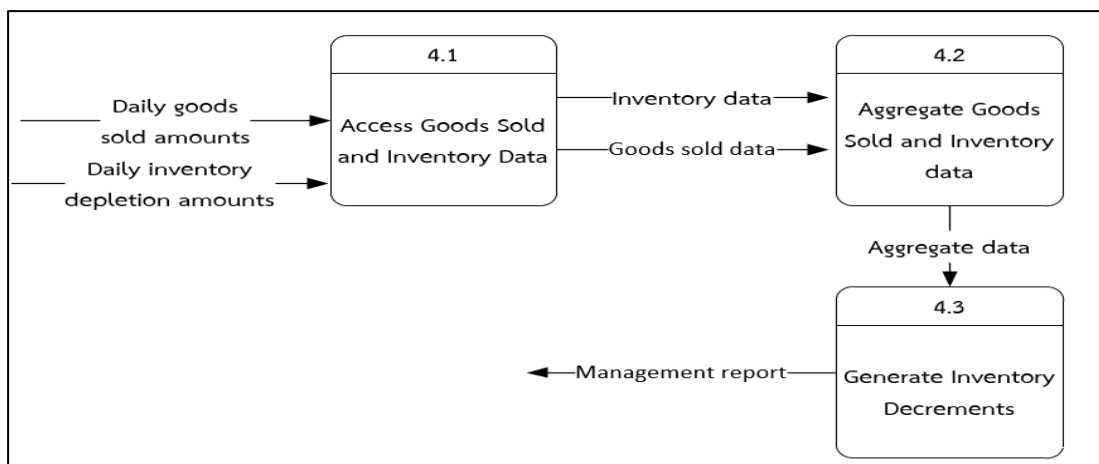 4.1
4.2
Daily goods
sold amounts
Daily inventory
depletion amounts
Access Goods Sold
and Inventory Data
Inventory data
Goods sold data
Aggregate Goods
Sold and Inventory
data
Aggregate data
4.3
Management report
Generate Inventory
Decrements